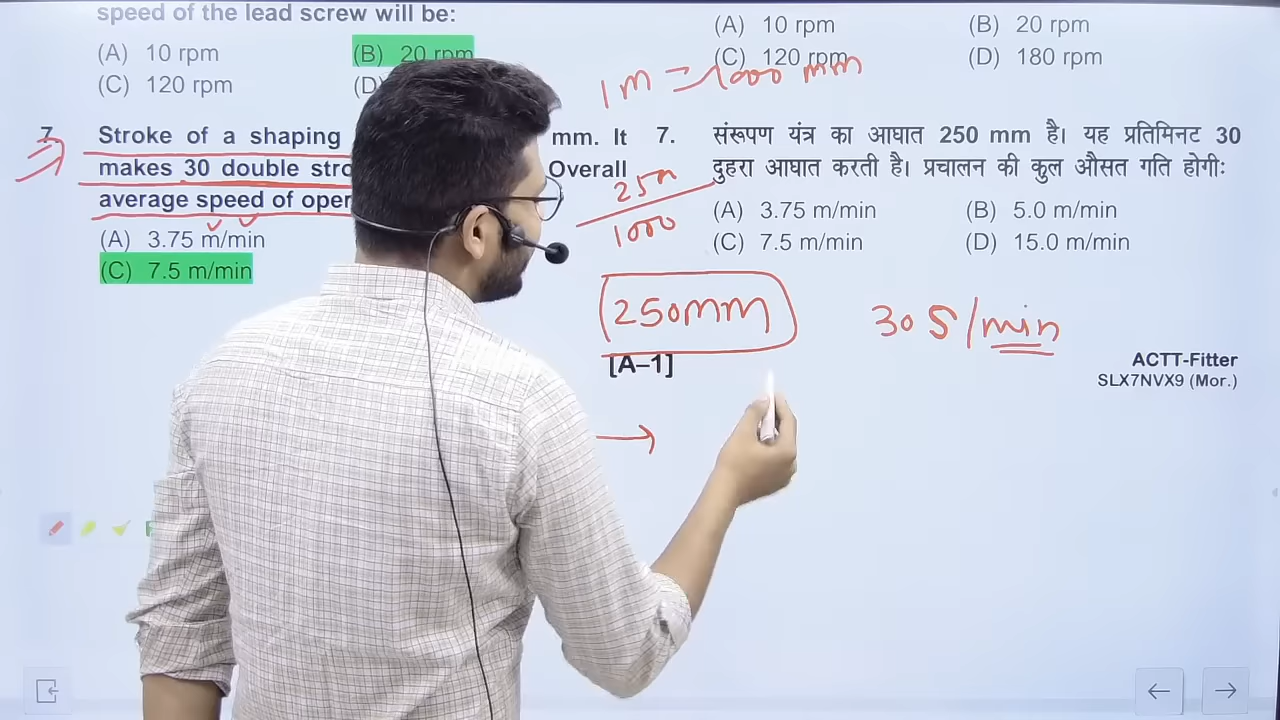 speed of the lead screw will be:
(A) 10 rpm
(B) 20 rpm
(C) 120 rpm
(D)
7.
Stroke of a shaping mm. It
makes 30 double stro Overall
average speed of oper
(A) 3.75 m/min
(C) 7.5 m/min
(A) 10 rpm (B) 20 rpm
(C) 120 rpm (D) 180 rpm
1m = 1000 mm
7. संरूपण यंत्र का आघात 250 mm है। यह प्रतिमिनट 30
दुहरा आघात करती है। प्रचालन की कुल औसत गति होगीः
(A) 3.75 m/min (B) 5.0 m/min
(C) 7.5 m/min (D) 15.0 m/min
250
1000
250mm
30 S/min
[A–1]
ACTT-Fitter
SLX7NVX9 (Mor.)